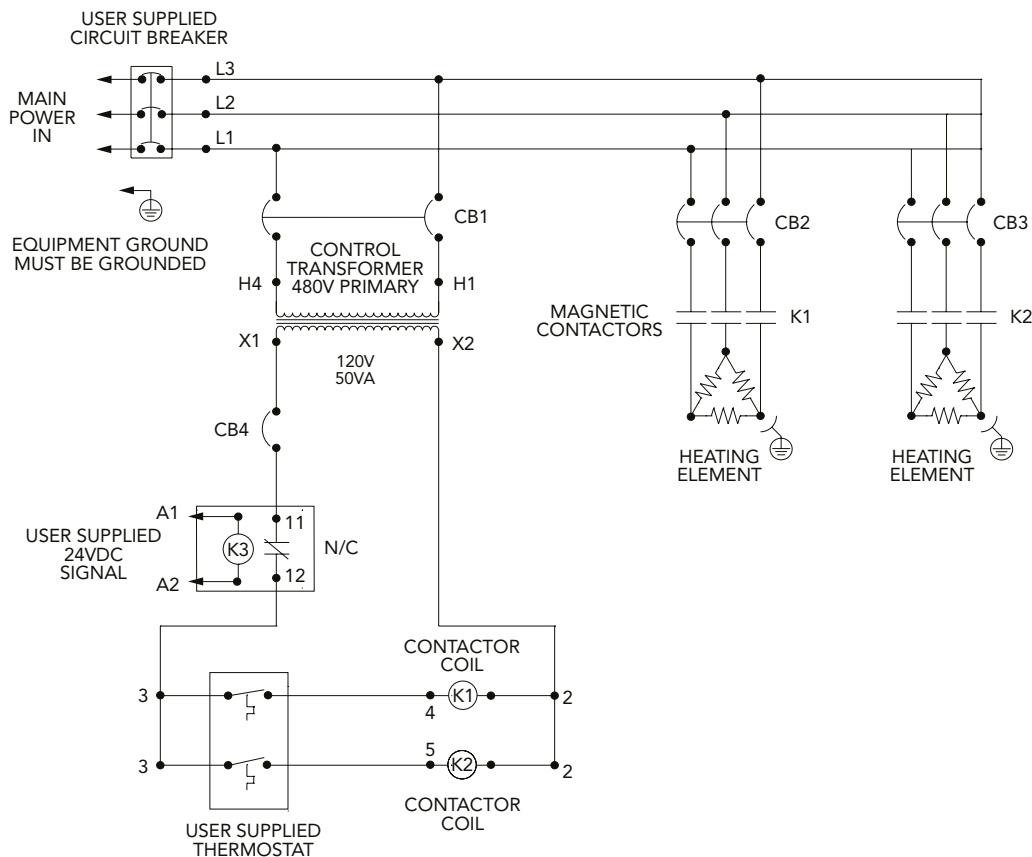 USER SUPPLIED
CIRCUIT BREAKER
L3
MAIN
POWER
IN
L2
L1
EQUIPMENT GROUND
MUST BE GROUNDED
CB1
CB2
CB3
CONTROL
TRANSFORMER
480V PRIMARY
H4
H1
MAGNETIC
CONTACTORS
K1
K2
X1
X2
120V
50VA
CB4
HEATING
ELEMENT
HEATING
ELEMENT
A1
11
USER SUPPLIED
24VDC
SIGNAL
K3
N/C
A2
12
CONTACTOR
COIL
3
4
K1
2
3
5
K2
2
CONTACTOR
COIL
USER SUPPLIED
THERMOSTAT